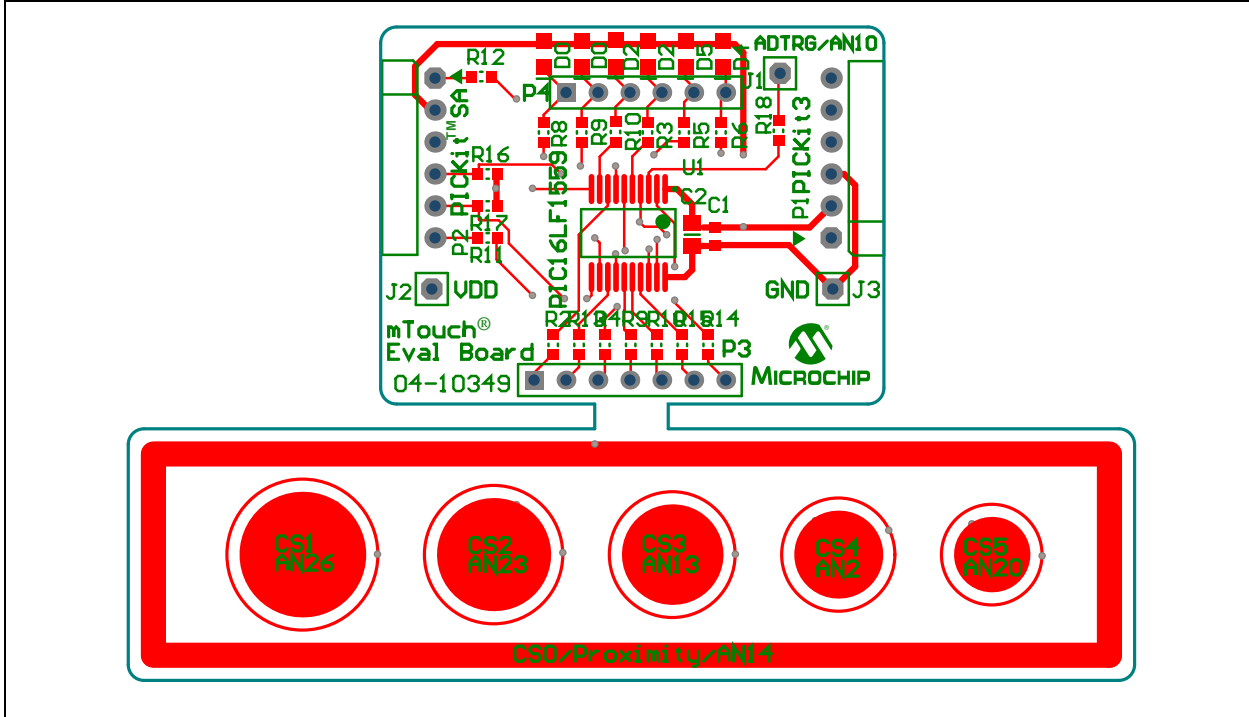 ADTRG/AN10
R12
D0
D0
D2
D2
D5
P4
J1
R8
R9
R10
R3
R5
R6
R18
PICKit™ SA
PICKit3
P1
R16
R17
R11
P2
PIC16LF1559
U1
C2
C1
J2
VDD
GND
J3
mTouch®
Eval Board
04-10349
R14
P3
MICROCHIP
CS1
AN26
CS2
AN23
CS3
AN13
CS4
AN2
CS5
AN20
CS0/Proximity/AN14